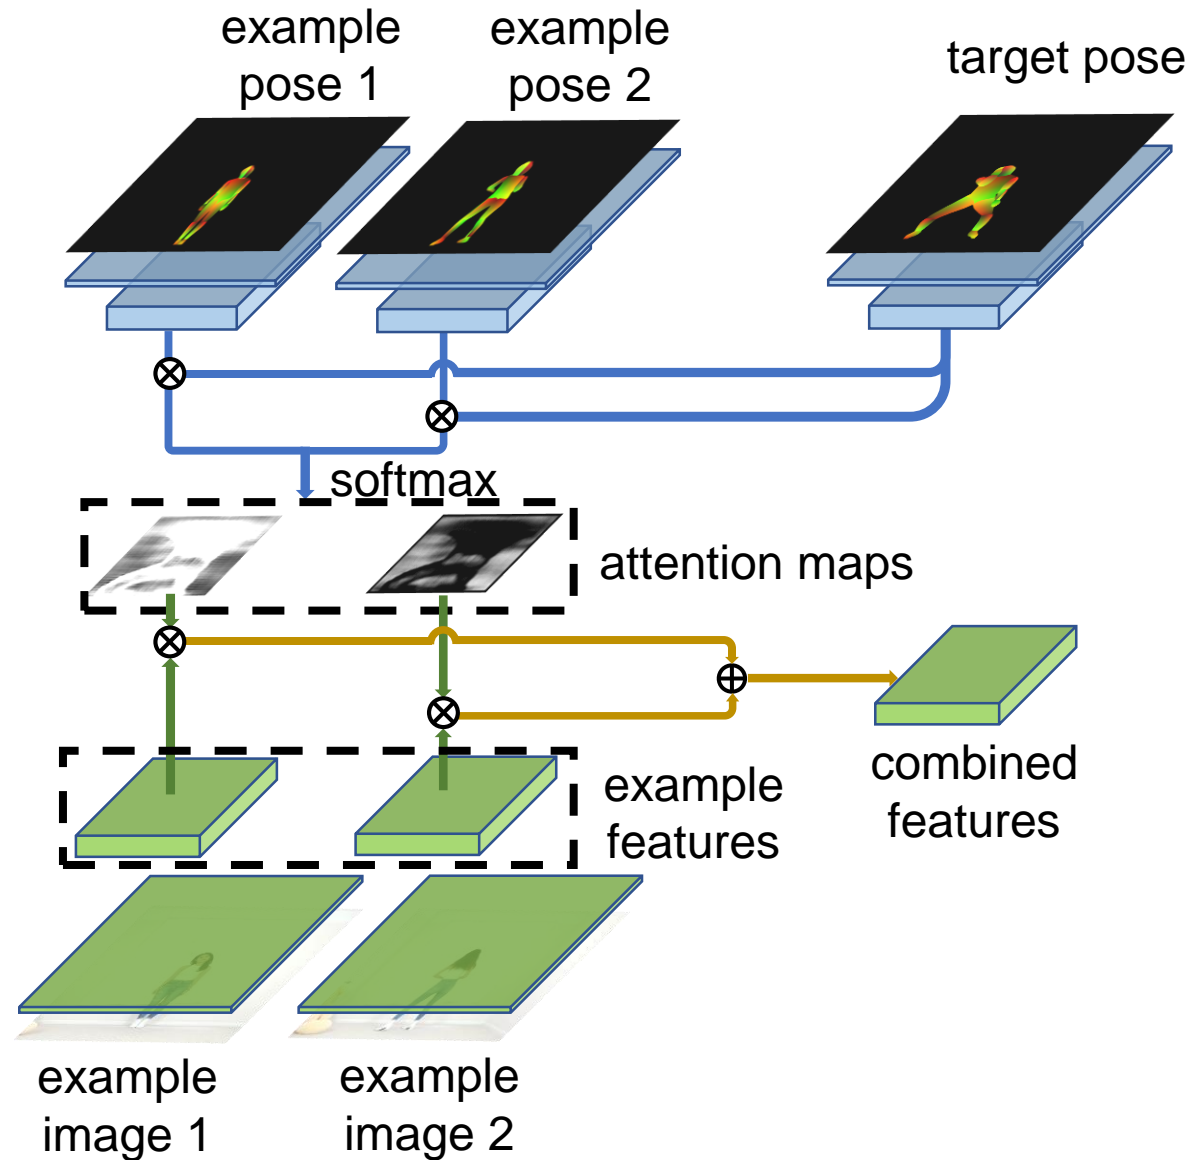 example
pose 1
example
pose 2
target pose
softmax
attention maps
example
features
combined
features
example
image 1
example
image 2